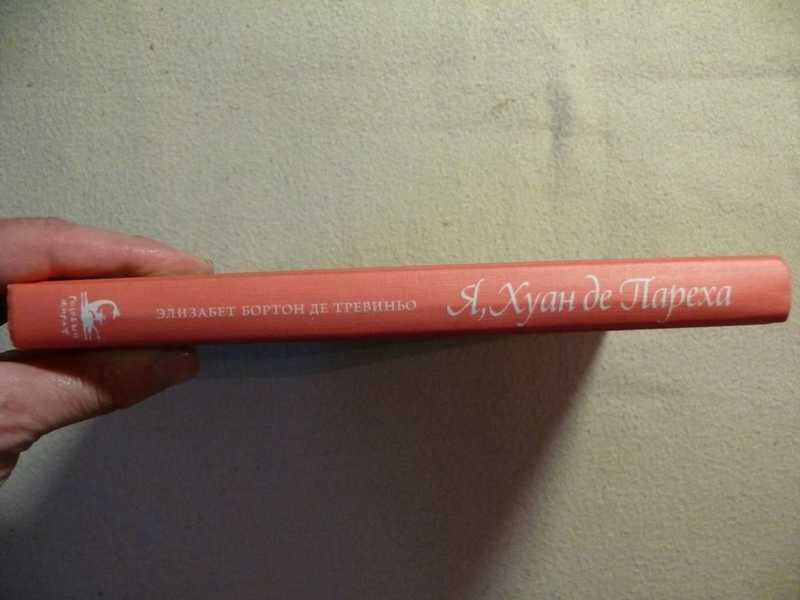 ЭЛИЗАБЕТ БОРТОН ДЕ ТРЕВИНЬО
Я, Хуан де Пареха